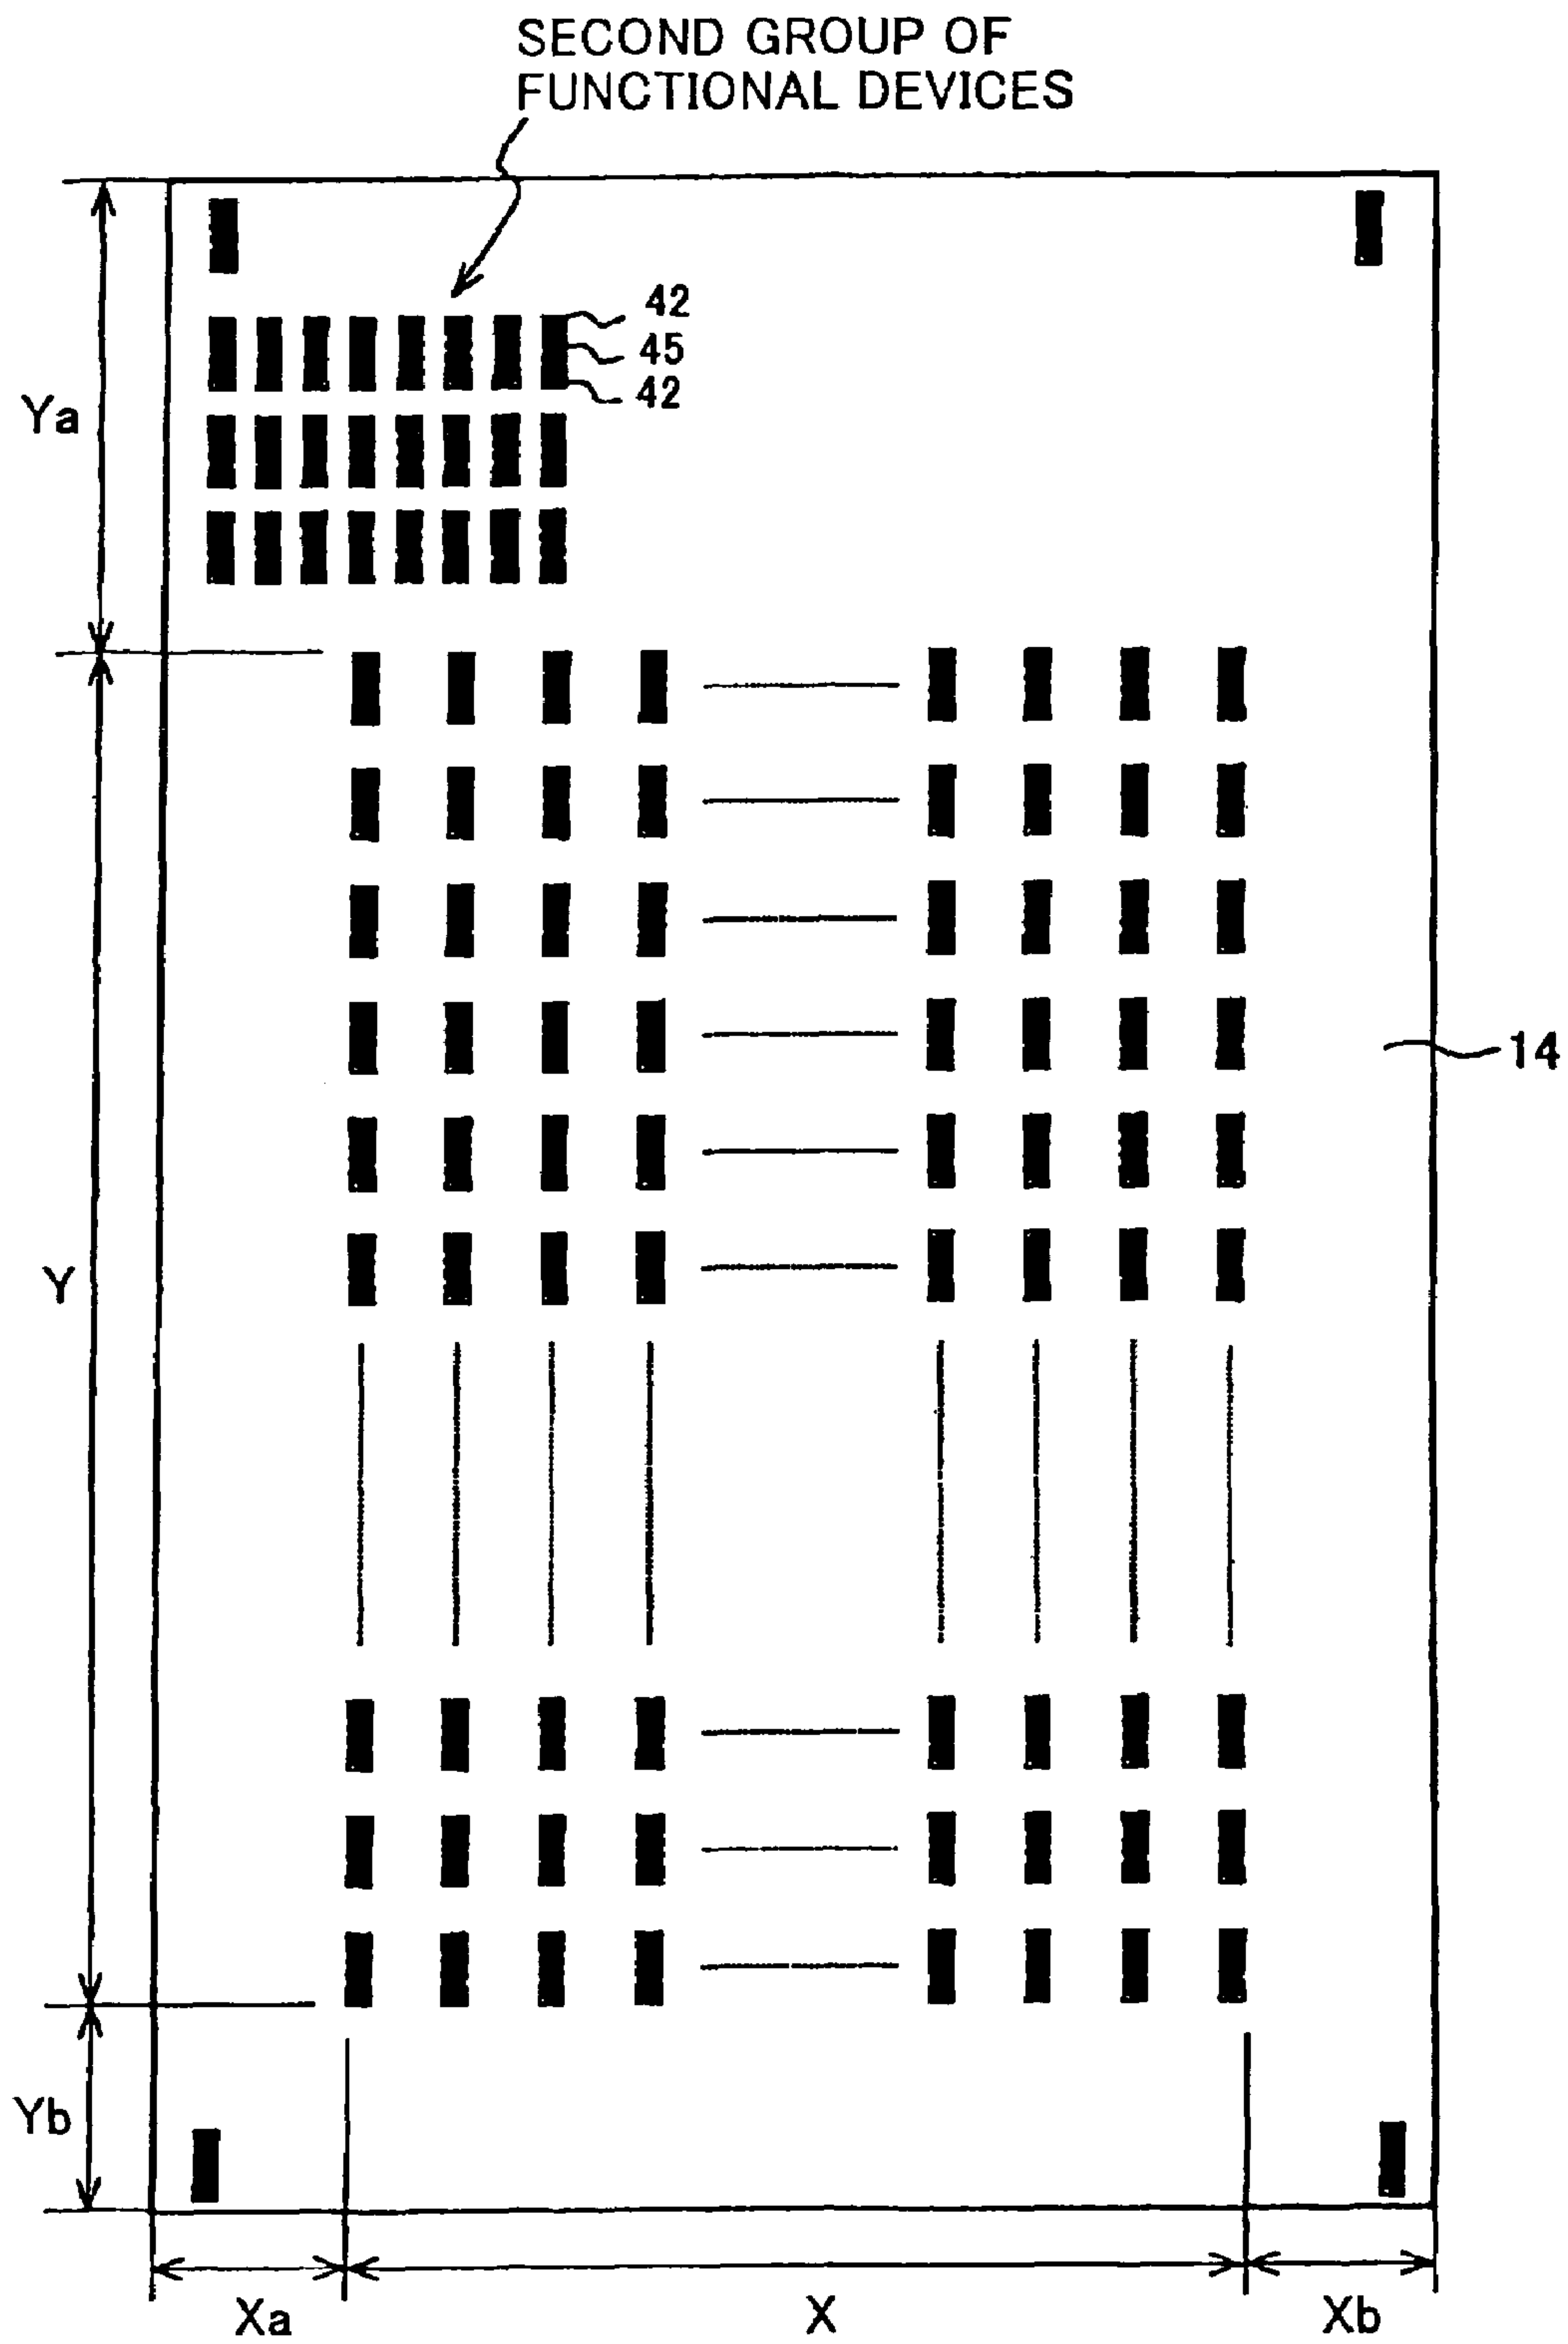 SECOND GROUP OF
FUNCTIONAL DEVICES
42
45
42
Ya
14
Y
Yb
Xa
X
Xb